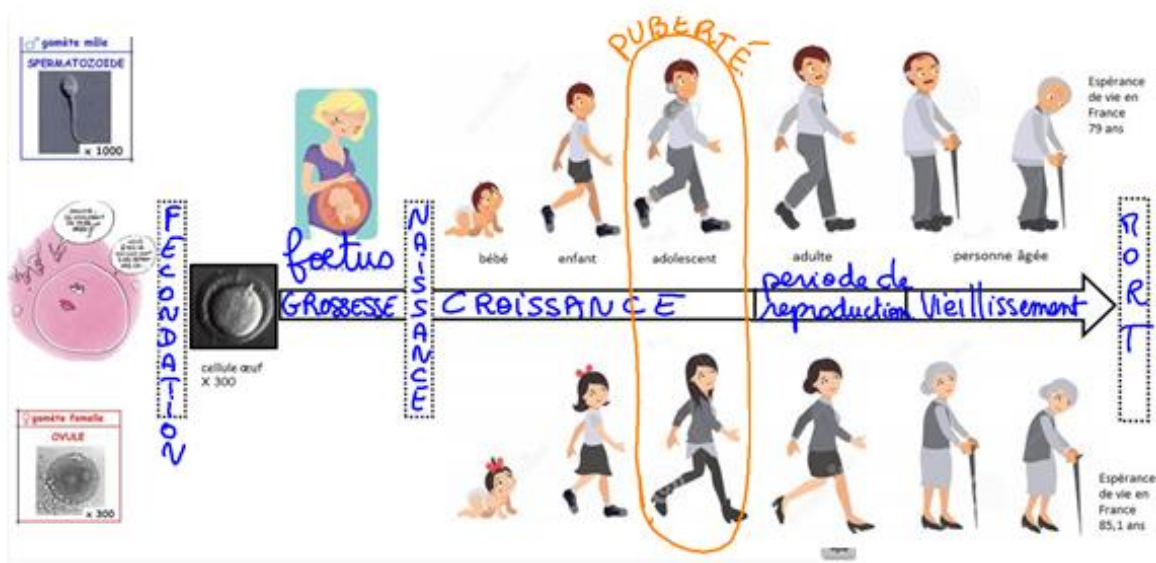 PUBERTÉ
♂ gamète mâle
SPERMATOZOIDE
x 1000
Espérance
de vie en
France
79 ans
FECONDATION
fœtus
NAISSANCE
bébé
enfant
adolescent
adulte
personne âgée
MORT
GROSSESSE
CROISSANCE
periode de
reproduction
Vieillissement
cellule œuf
X 300
♀ gamète femelle
OVULE
x 300
Espérance
de vie en
France
85,1 ans